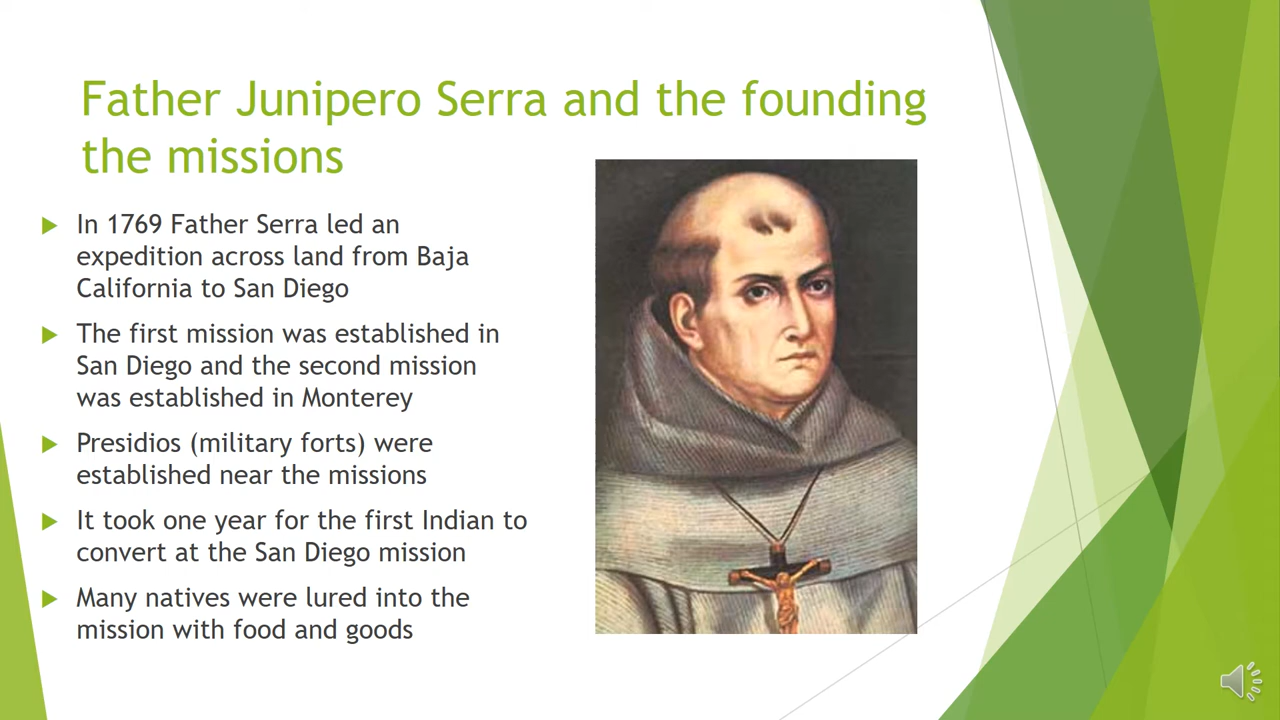 Father Junipero Serra and the founding
the missions
In 1769 Father Serra led an
expedition across land from Baja
California to San Diego
The first mission was established in
San Diego and the second mission
was established in Monterey
Presidios (military forts) were
established near the missions
It took one year for the first Indian to
convert at the San Diego mission
Many natives were lured into the
mission with food and goods